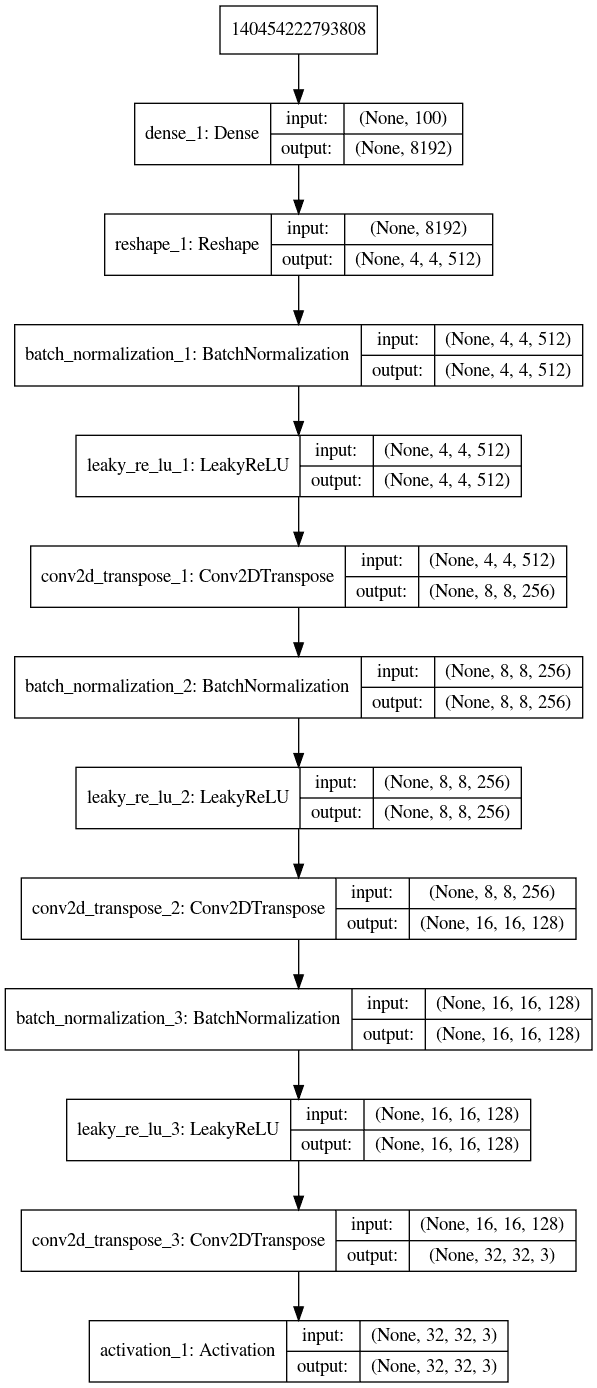 140454222793808
dense_1: Dense
input: (None, 100)
output: (None, 8192)
reshape_1: Reshape
input: (None, 8192)
output: (None, 4, 4, 512)
batch_normalization_1: BatchNormalization
input: (None, 4, 4, 512)
output: (None, 4, 4, 512)
leaky_re_lu_1: LeakyReLU
input: (None, 4, 4, 512)
output: (None, 4, 4, 512)
conv2d_transpose_1: Conv2DTranspose
input: (None, 4, 4, 512)
output: (None, 8, 8, 256)
batch_normalization_2: BatchNormalization
input: (None, 8, 8, 256)
output: (None, 8, 8, 256)
leaky_re_lu_2: LeakyReLU
input: (None, 8, 8, 256)
output: (None, 8, 8, 256)
conv2d_transpose_2: Conv2DTranspose
input: (None, 8, 8, 256)
output: (None, 16, 16, 128)
batch_normalization_3: BatchNormalization
input: (None, 16, 16, 128)
output: (None, 16, 16, 128)
leaky_re_lu_3: LeakyReLU
input: (None, 16, 16, 128)
output: (None, 16, 16, 128)
conv2d_transpose_3: Conv2DTranspose
input: (None, 16, 16, 128)
output: (None, 32, 32, 3)
activation_1: Activation
input: (None, 32, 32, 3)
output: (None, 32, 32, 3)